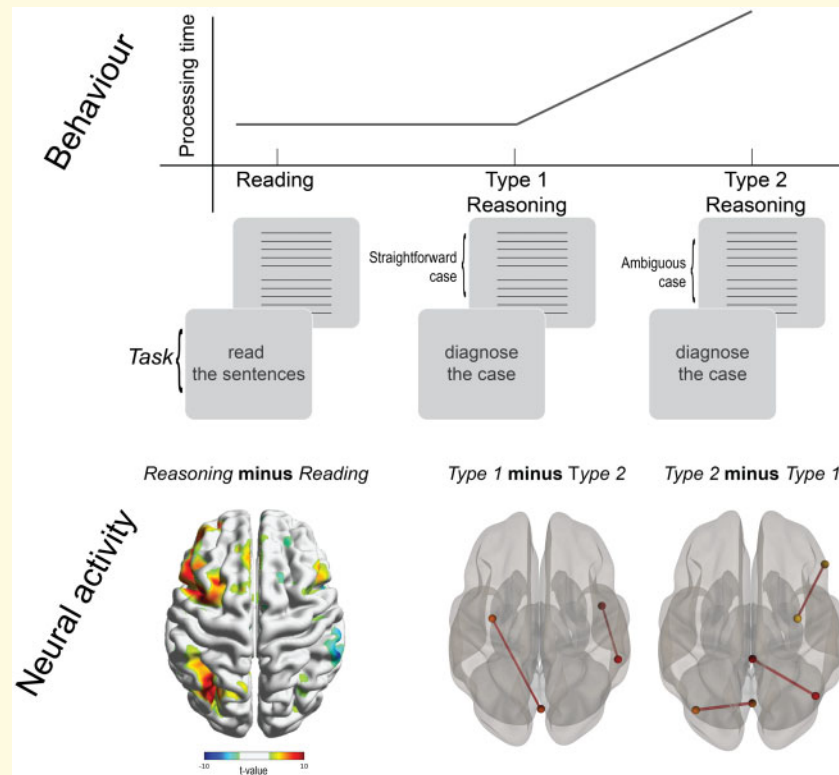 Behaviour
Processing time
Reading
Type 1
Reasoning
Type 2
Reasoning
Straightforward
case
Ambiguous
case
Task
read
the sentences
diagnose
the case
diagnose
the case
Neural activity
Reasoning minus Reading
Type 1 minus Type 2
Type 2 minus Type 1
-10
10
t-value